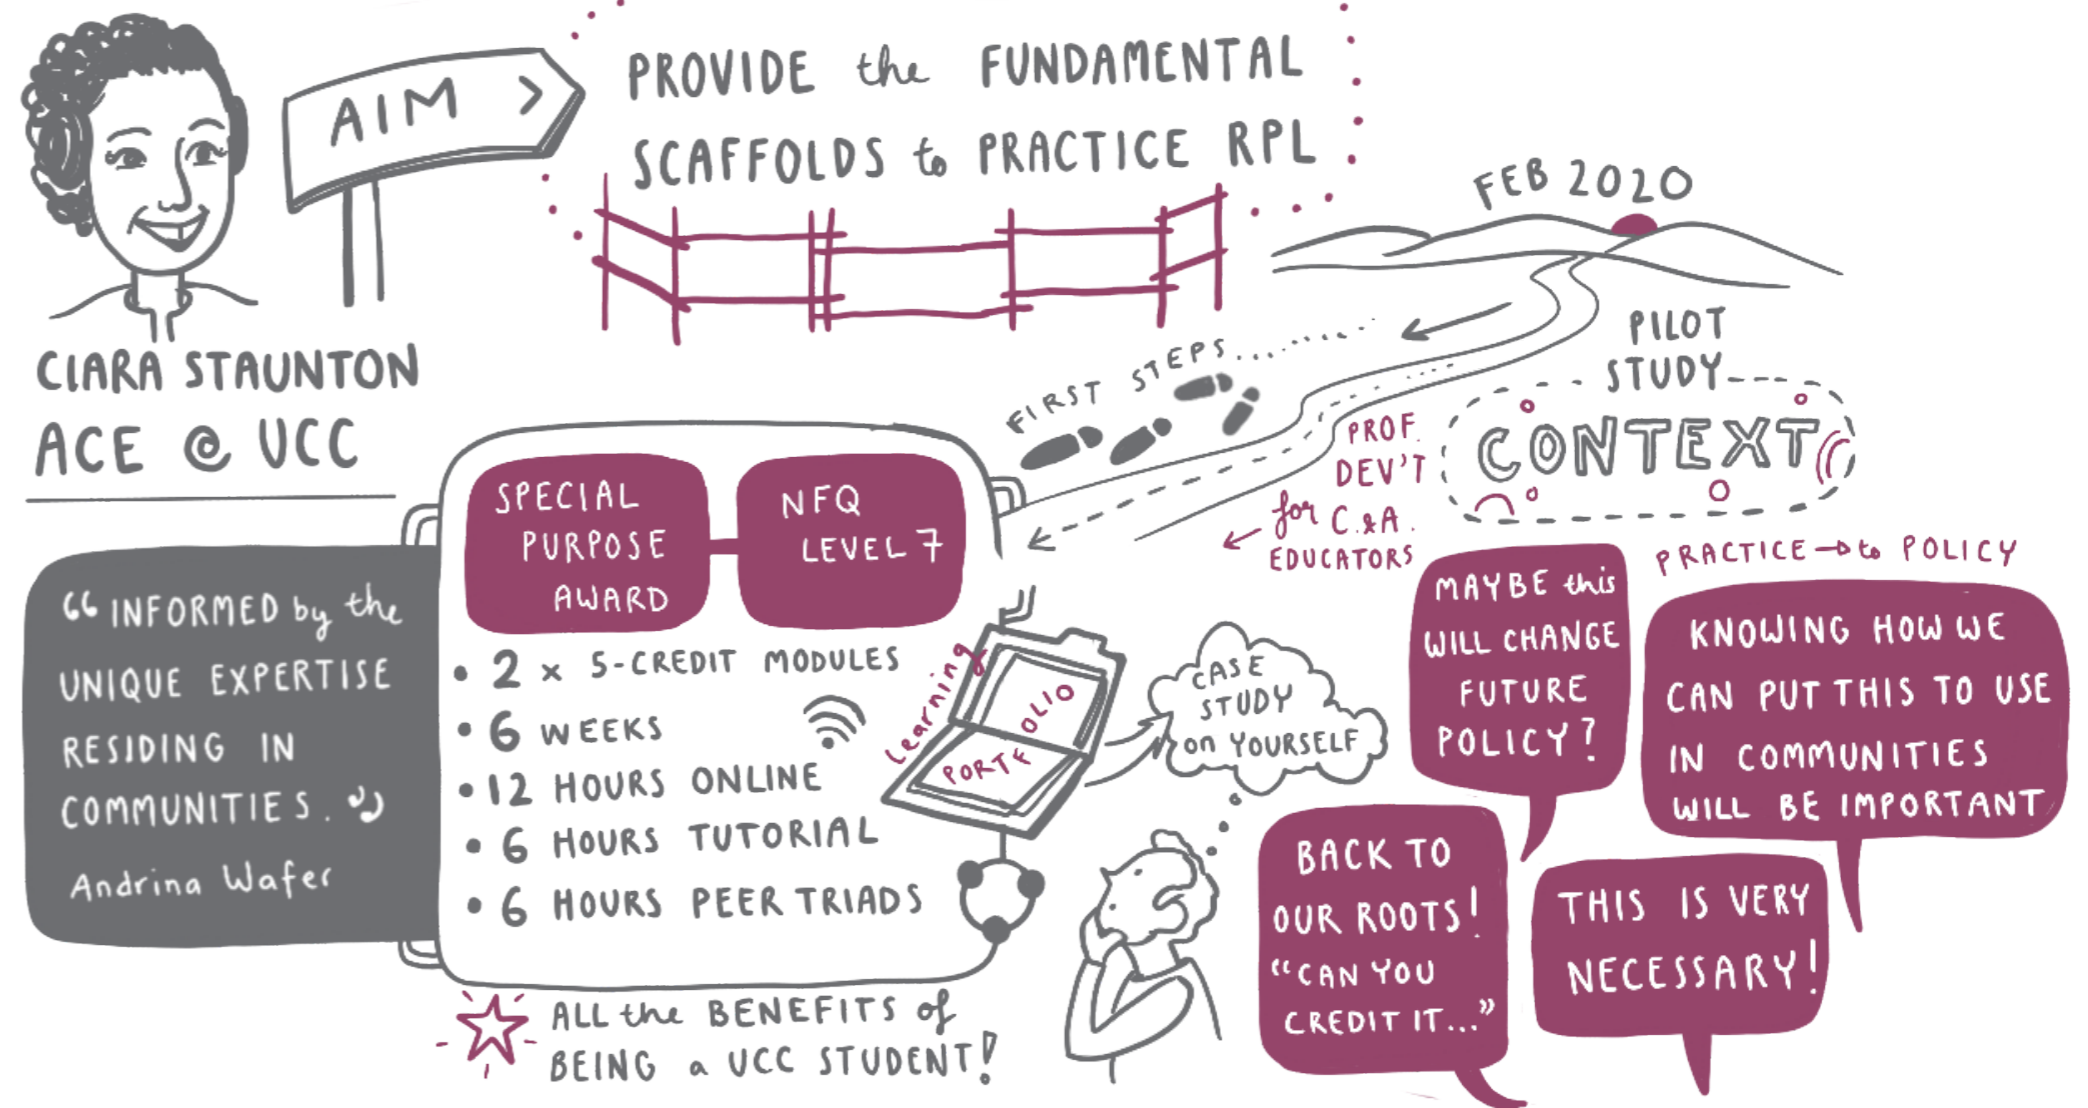 AIM >
PROVIDE the FUNDAMENTAL
SCAFFOLDS to PRACTICE RPL
CIARA STAUNTON
ACE @ UCC
FEB 2020
FIRST STEPS........
PILOT
STUDY
CONTEXT
PROF.
DEV'T
for C.&A.
EDUCATORS
PRACTICE → to POLICY
“INFORMED by the
UNIQUE EXPERTISE
RESIDING IN
COMMUNITIES.”
Andrina Wafer
SPECIAL
PURPOSE
AWARD
NFQ
LEVEL 7
• 2 x 5-CREDIT MODULES
• 6 WEEKS
• 12 HOURS ONLINE
• 6 HOURS TUTORIAL
• 6 HOURS PEER TRIADS
Learning
PORTFOLIO
CASE
STUDY
on YOURSELF
ALL the BENEFITS of
BEING a UCC STUDENT!
MAYBE this
WILL CHANGE
FUTURE
POLICY?
KNOWING HOW WE
CAN PUT THIS TO USE
IN COMMUNITIES
WILL BE IMPORTANT
BACK TO
OUR ROOTS!
“CAN YOU
CREDIT IT...”
THIS IS VERY
NECESSARY!